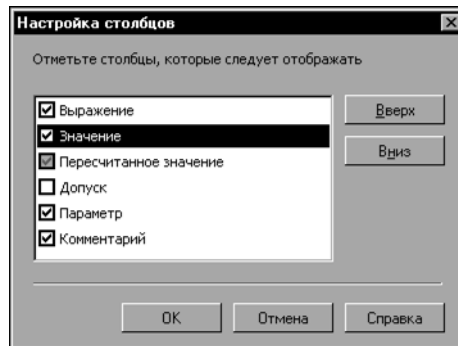 Настройка столбцов
Отметьте столбцы, которые следует отображать
Выражение
Вверх
Значение
Вниз
Пересчитанное значение
Допуск
Параметр
Комментарий
OK
Отмена
Справка